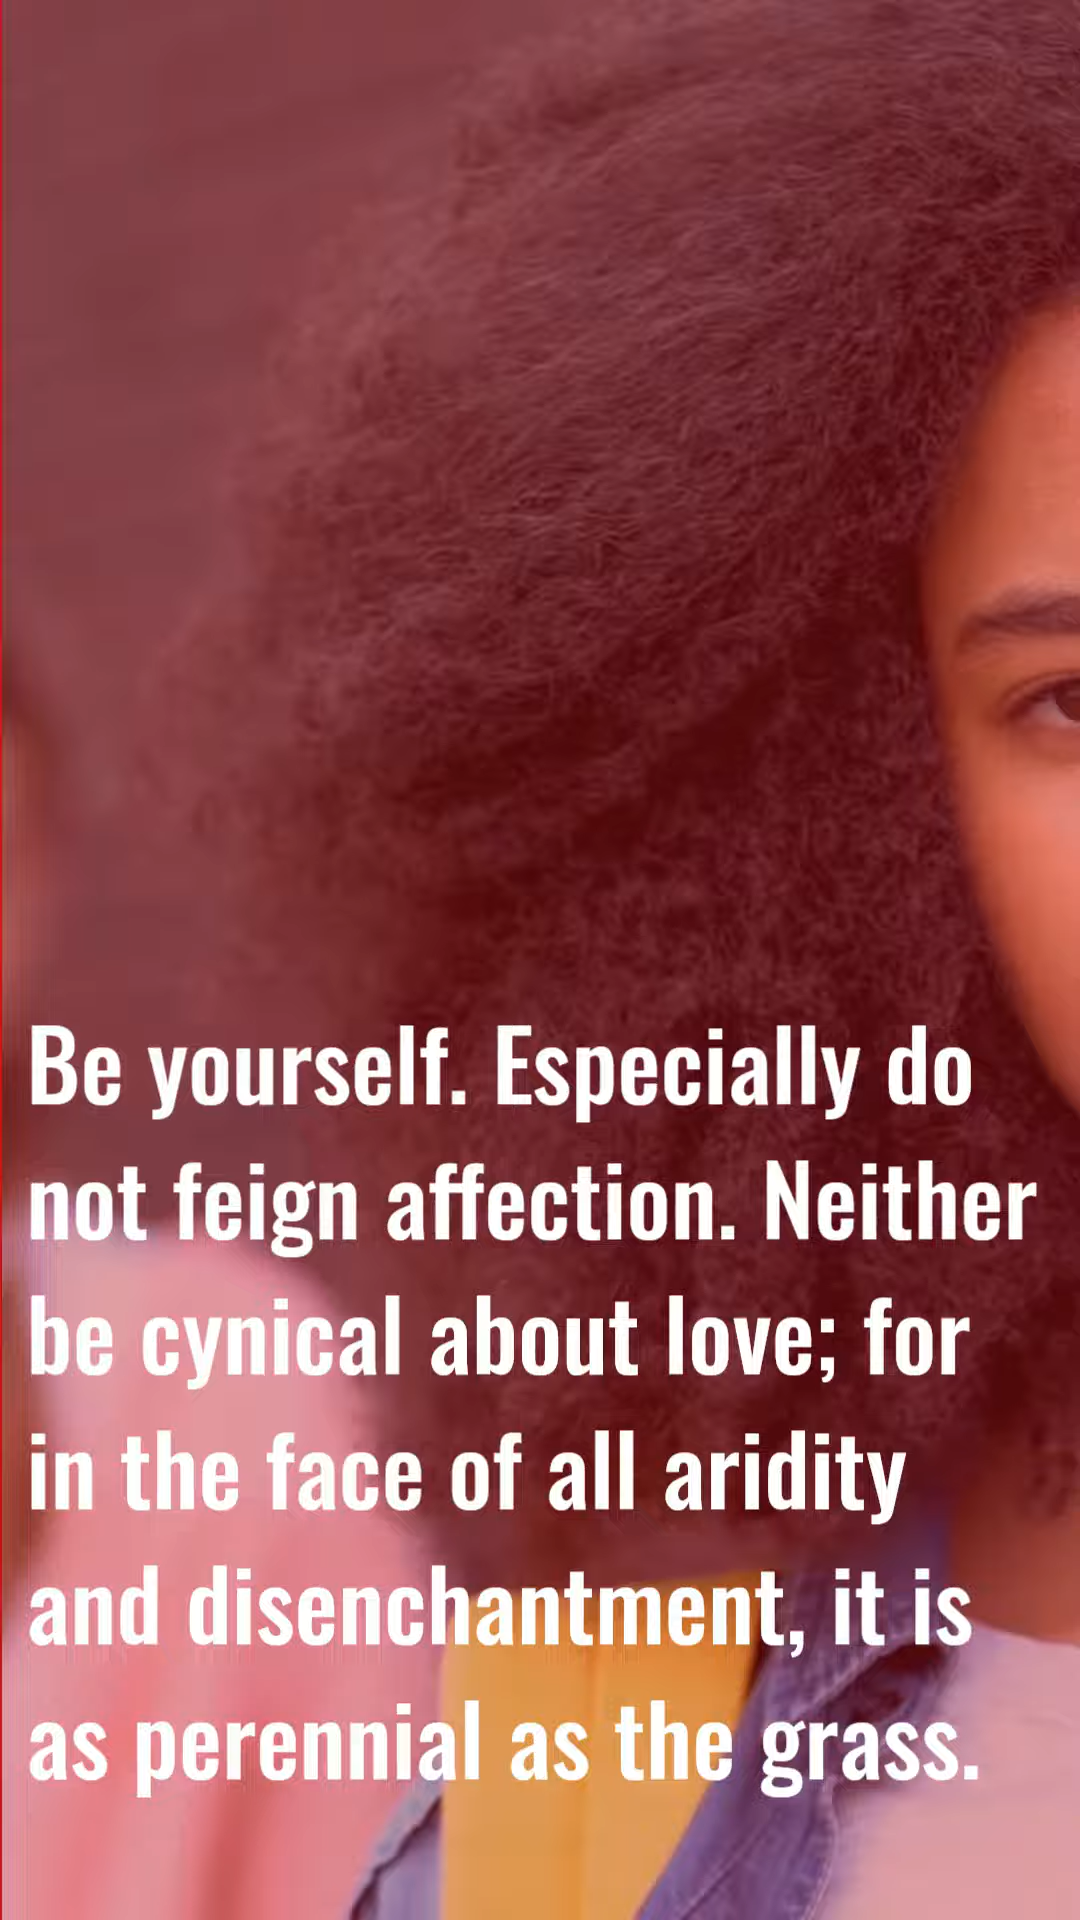 Be yourself. Especially do
not feign affection. Neither
be cynical about love; for
in the face of all aridity
and disenchantment, it is
as perennial as the grass.